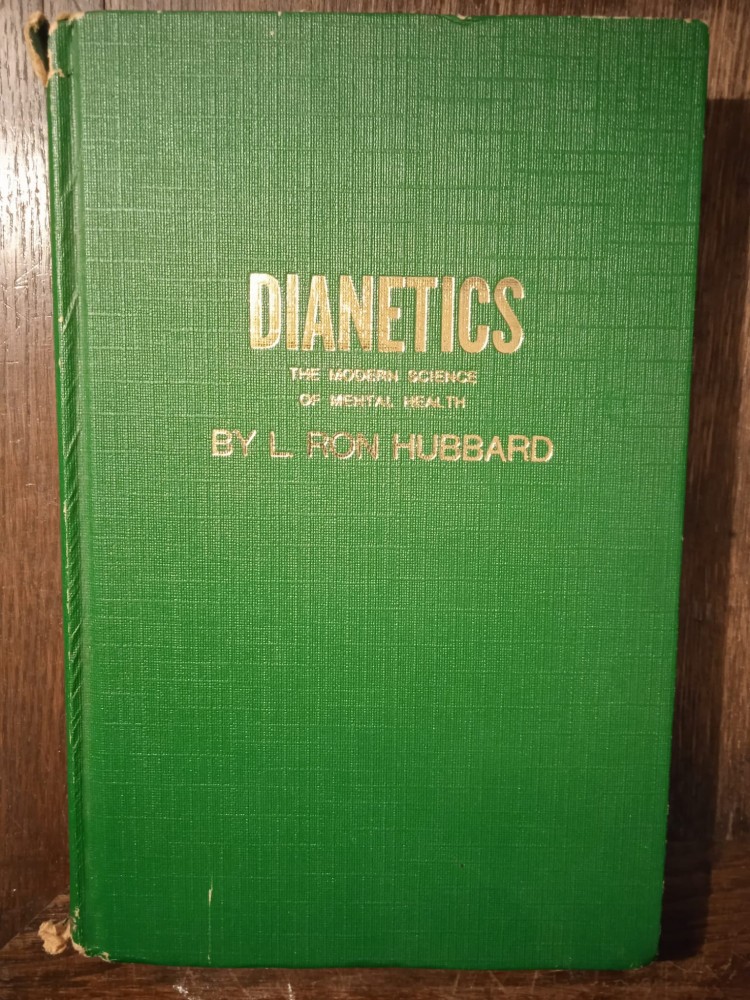 DIANETICS
THE MODERN SCIENCE
OF MENTAL HEALTH
BY L. RON HUBBARD